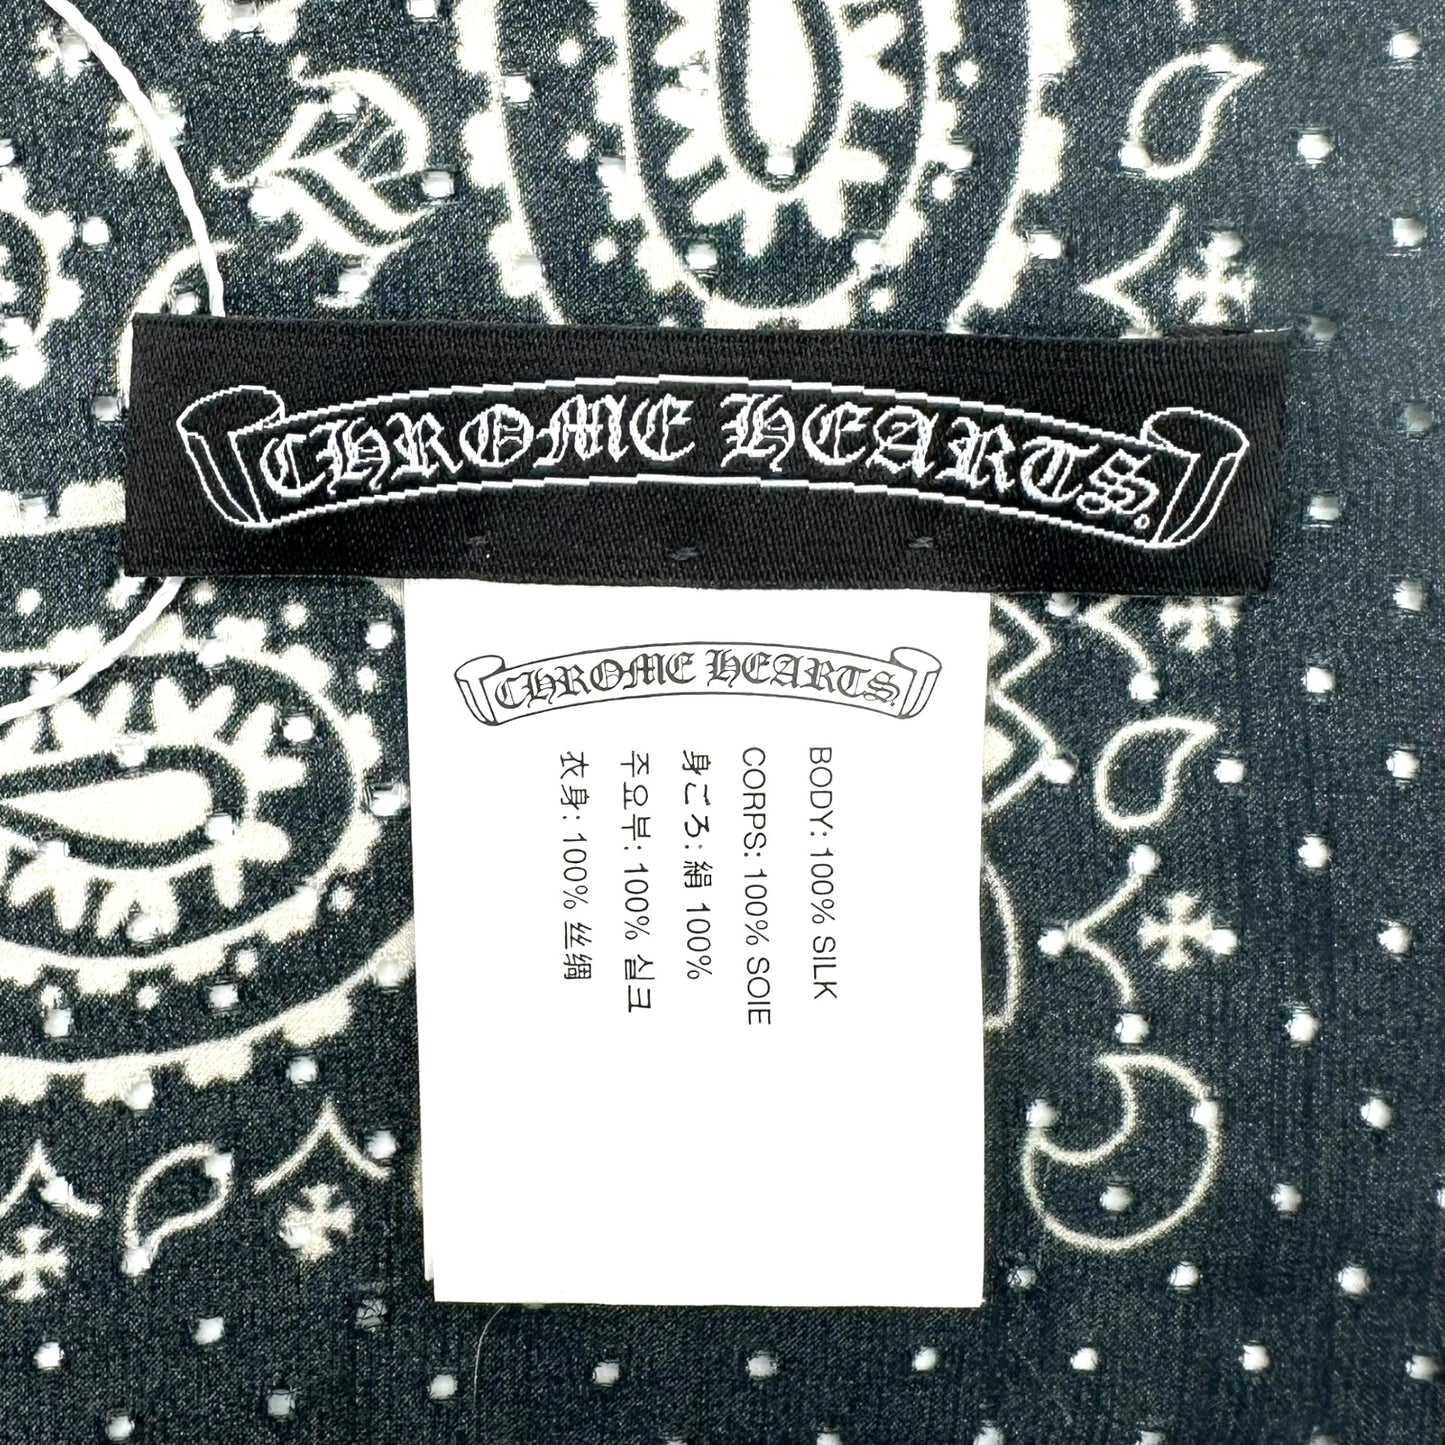 CHROME HEARTS
CHROME HEARTS
BODY: 100% SILK
CORPS: 100% SOIE
身ごろ: 絹 100%
주요부: 100% 실크
衣身: 100% 丝绸